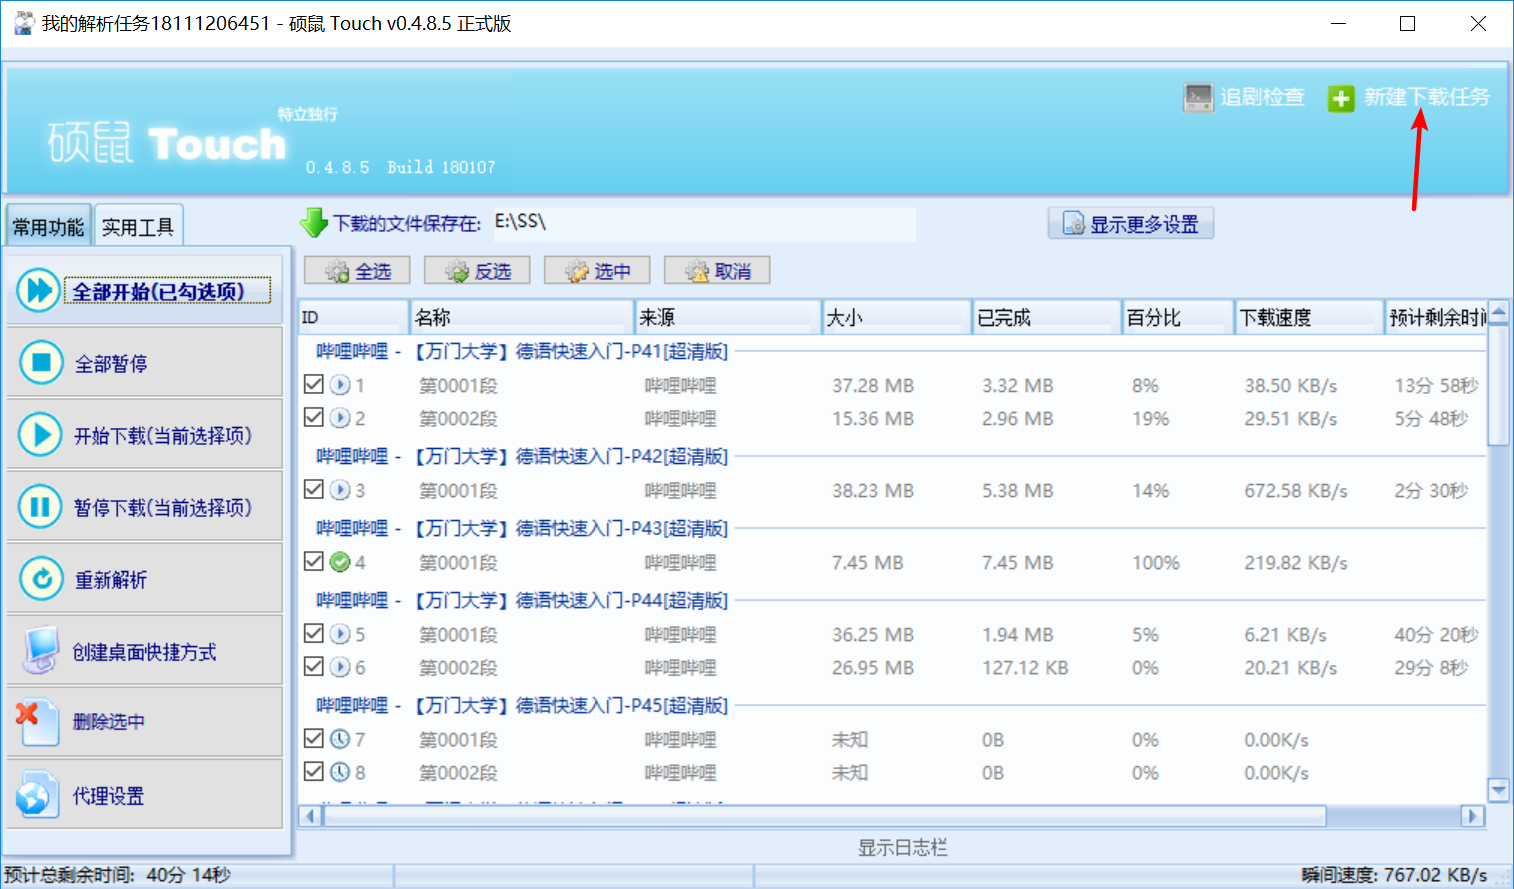 我的解析任务18111206451 - 硕鼠 Touch v0.4.8.5 正式版
追剧检查 新建下载任务
特立独行
硕鼠 Touch
0.4.8.5 Build 180107
常用功能 实用工具
下载的文件保存在: E:\SS\ 显示更多设置
全选 反选 选中 取消
全部开始(已勾选项)
全部暂停
开始下载(当前选择项)
暂停下载(当前选择项)
重新解析
创建桌面快捷方式
删除选中
代理设置
ID 名称 来源 大小 已完成 百分比 下载速度 预计剩余时间
哔哩哔哩 - 【万门大学】德语快速入门-P41[超清版]
1 第0001段 哔哩哔哩 37.28 MB 3.32 MB 8% 38.50 KB/s 13分 58秒
2 第0002段 哔哩哔哩 15.36 MB 2.96 MB 19% 29.51 KB/s 5分 48秒
哔哩哔哩 - 【万门大学】德语快速入门-P42[超清版]
3 第0001段 哔哩哔哩 38.23 MB 5.38 MB 14% 672.58 KB/s 2分 30秒
哔哩哔哩 - 【万门大学】德语快速入门-P43[超清版]
4 第0001段 哔哩哔哩 7.45 MB 7.45 MB 100% 219.82 KB/s
哔哩哔哩 - 【万门大学】德语快速入门-P44[超清版]
5 第0001段 哔哩哔哩 36.25 MB 1.94 MB 5% 6.21 KB/s 40分 20秒
6 第0002段 哔哩哔哩 26.95 MB 127.12 KB 0% 20.21 KB/s 29分 8秒
哔哩哔哩 - 【万门大学】德语快速入门-P45[超清版]
7 第0001段 哔哩哔哩 未知 0B 0% 0.00K/s
8 第0002段 哔哩哔哩 未知 0B 0% 0.00K/s
显示日志栏
预计总剩余时间: 40分 14秒 瞬间速度: 767.02 KB/s